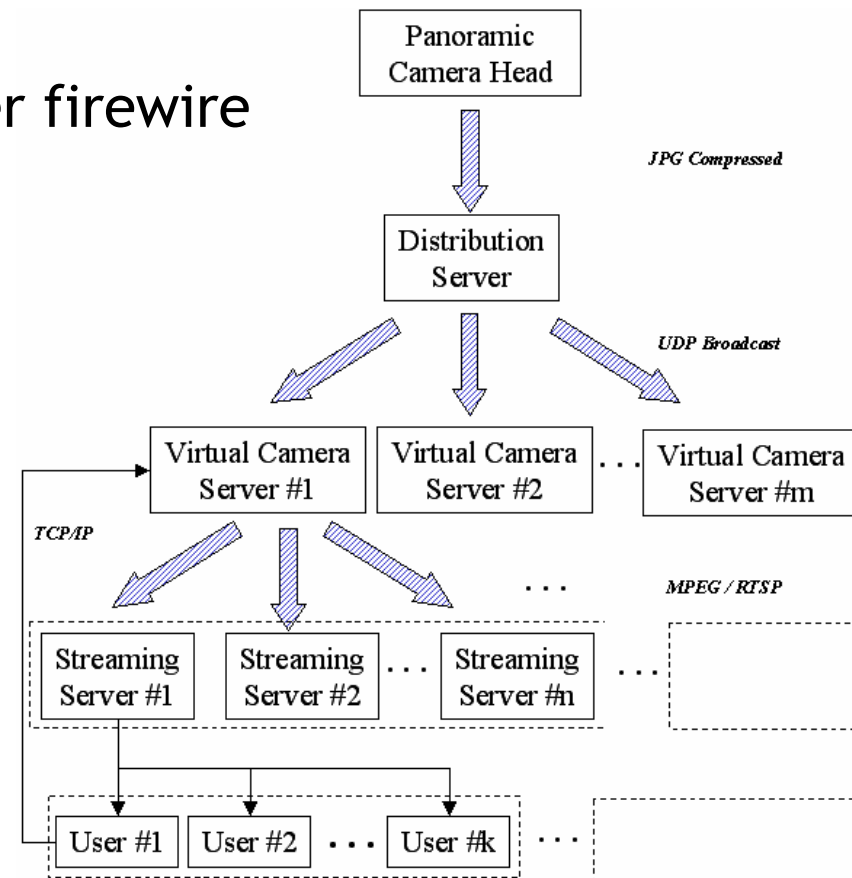 Panoramic
Camera Head
er firewire
JPG Compressed
Distribution
Server
UDP Broadcast
Virtual Camera
Server #1
Virtual Camera
Server #2
. . .
Virtual Camera
Server #m
TCP/IP
. . .
MPEG / RTSP
Streaming
Server #1
Streaming
Server #2
. . .
Streaming
Server #n
. . .
User #1
User #2
. . .
User #k
. . .